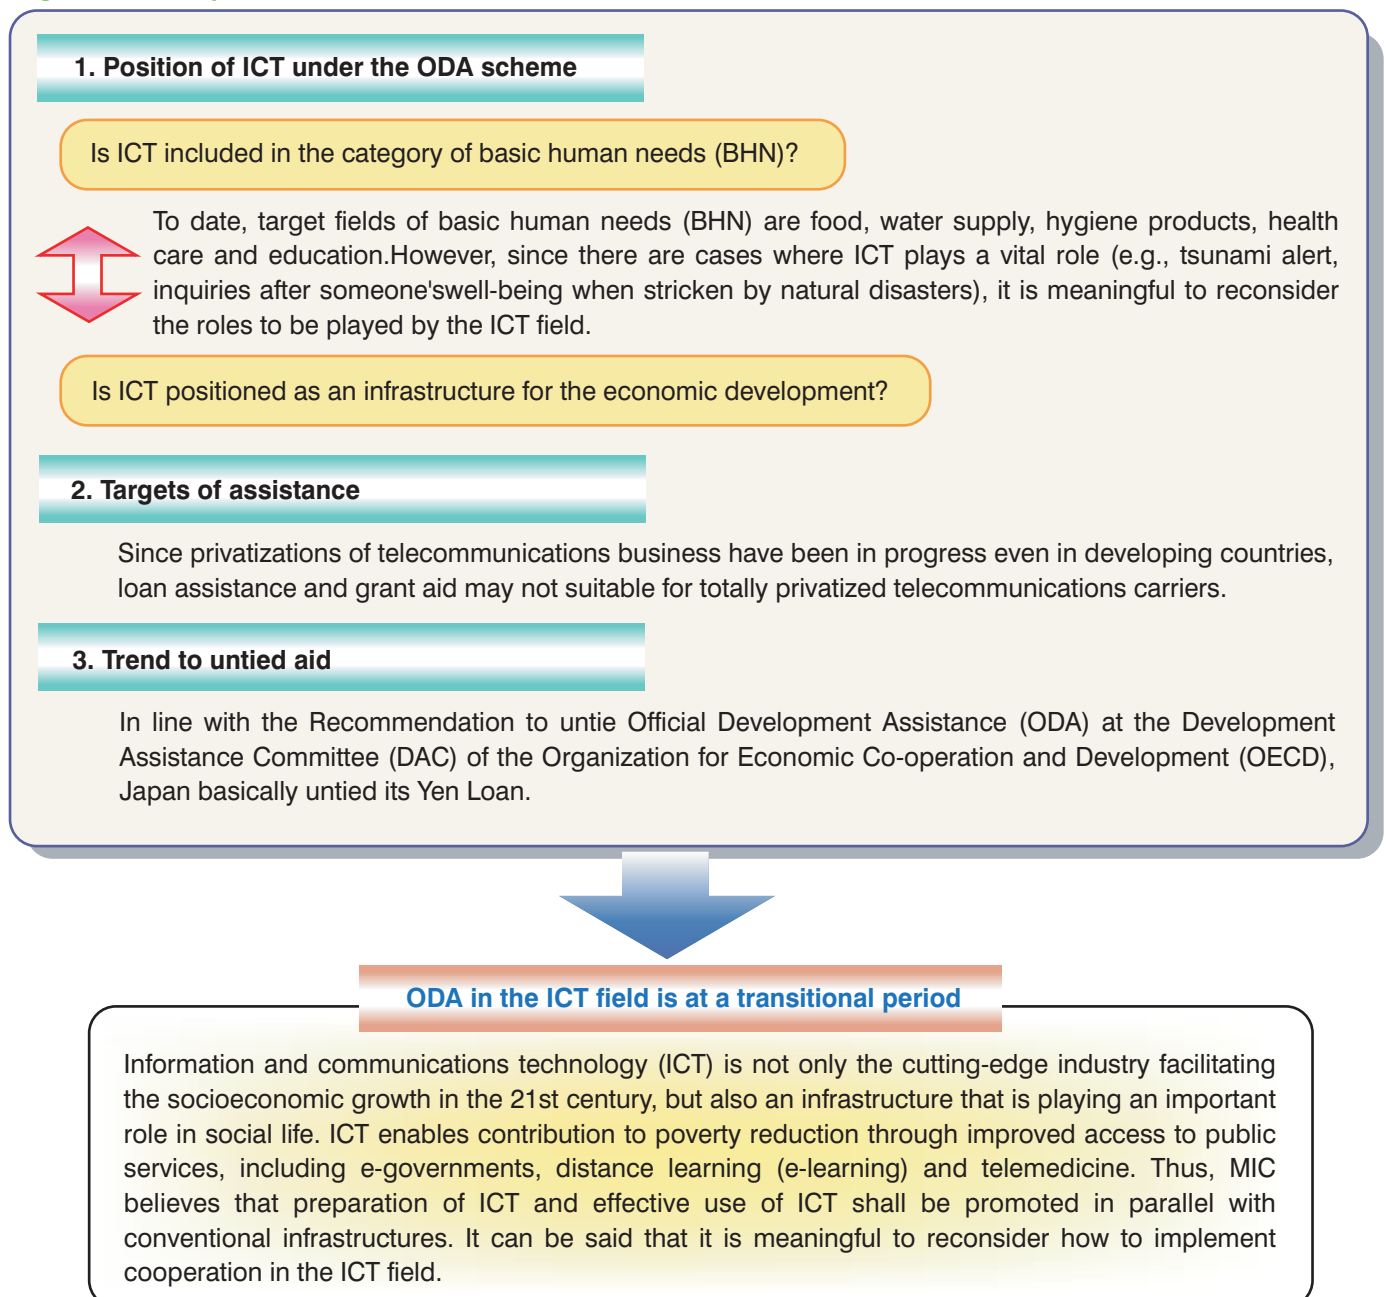 1. Position of ICT under the ODA scheme
Is ICT included in the category of basic human needs (BHN)?
To date, target fields of basic human needs (BHN) are food, water supply, hygiene products, health
care and education.However, since there are cases where ICT plays a vital role (e.g., tsunami alert,
inquiries after someone'swell-being when stricken by natural disasters), it is meaningful to reconsider
the roles to be played by the ICT field.
Is ICT positioned as an infrastructure for the economic development?
2. Targets of assistance
Since privatizations of telecommunications business have been in progress even in developing countries,
loan assistance and grant aid may not suitable for totally privatized telecommunications carriers.
3. Trend to untied aid
In line with the Recommendation to untie Official Development Assistance (ODA) at the Development
Assistance Committee (DAC) of the Organization for Economic Co-operation and Development (OECD),
Japan basically untied its Yen Loan.
ODA in the ICT field is at a transitional period
Information and communications technology (ICT) is not only the cutting-edge industry facilitating
the socioeconomic growth in the 21st century, but also an infrastructure that is playing an important
role in social life. ICT enables contribution to poverty reduction through improved access to public
services, including e-governments, distance learning (e-learning) and telemedicine. Thus, MIC
believes that preparation of ICT and effective use of ICT shall be promoted in parallel with
conventional infrastructures. It can be said that it is meaningful to reconsider how to implement
cooperation in the ICT field.